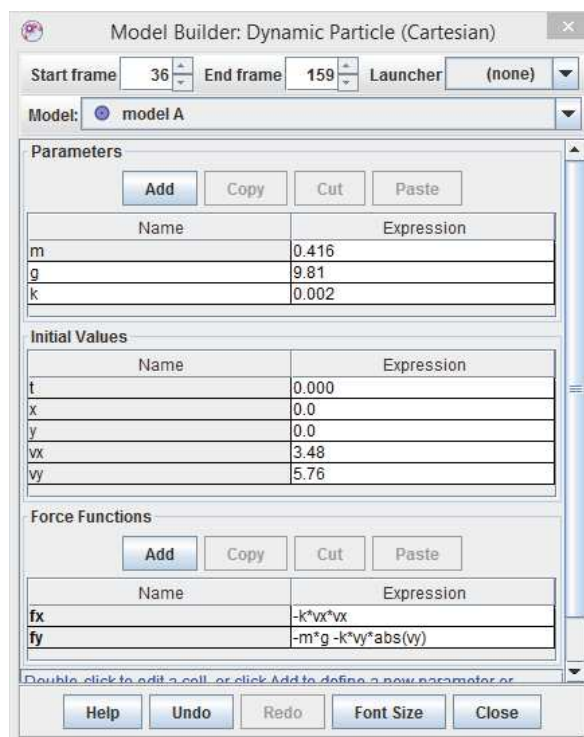 Model Builder: Dynamic Particle (Cartesian)
Start frame 36 End frame 159 Launcher (none)
Model: model A
Parameters
Add Copy Cut Paste
Name Expression
m 0.416
g 9.81
k 0.002
Initial Values
Name Expression
t 0.000
x 0.0
y 0.0
vx 3.48
vy 5.76
Force Functions
Add Copy Cut Paste
Name Expression
fx -k*vx*vx
fy -m*g -k*vy*abs(vy)
Double-click to edit a cell, or click Add to define a new parameter or
Help Undo Redo Font Size Close